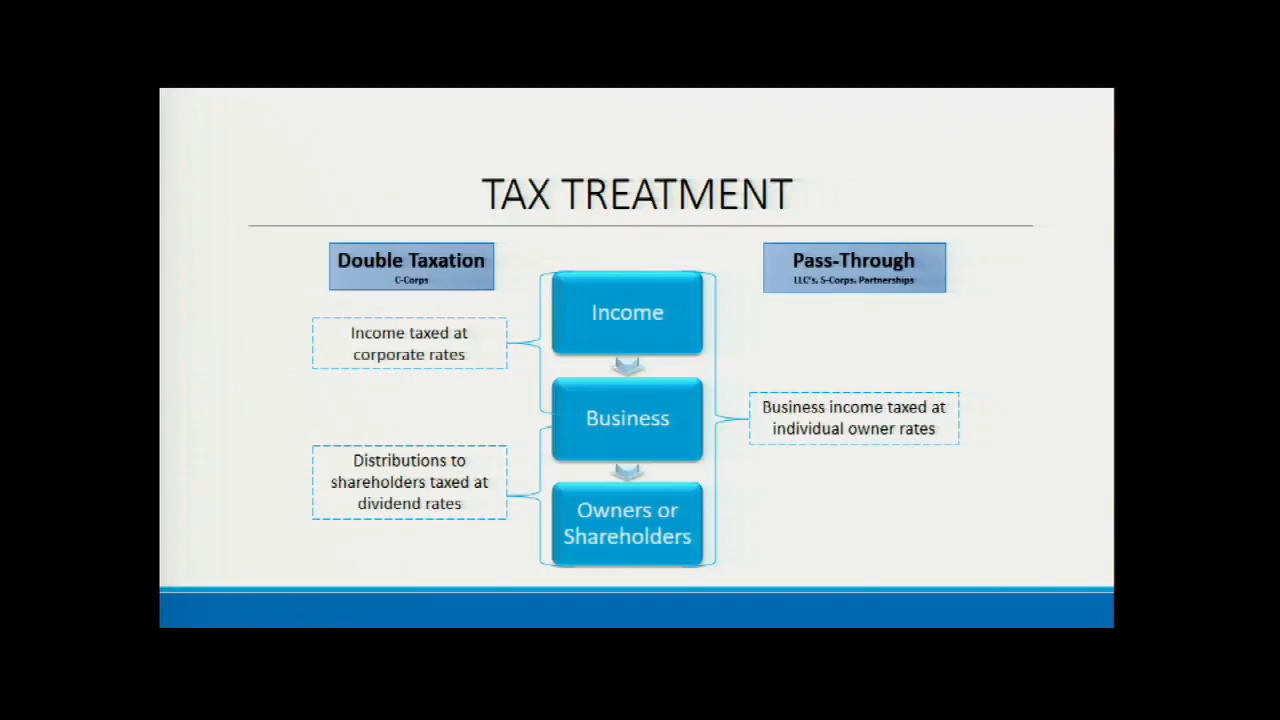 TAX TREATMENT
Double Taxation
C-Corps
Pass-Through
LLC's, S-Corps, Partnerships
Income
Income taxed at
corporate rates
Business
Business income taxed at
individual owner rates
Distributions to
shareholders taxed at
dividend rates
Owners or
Shareholders